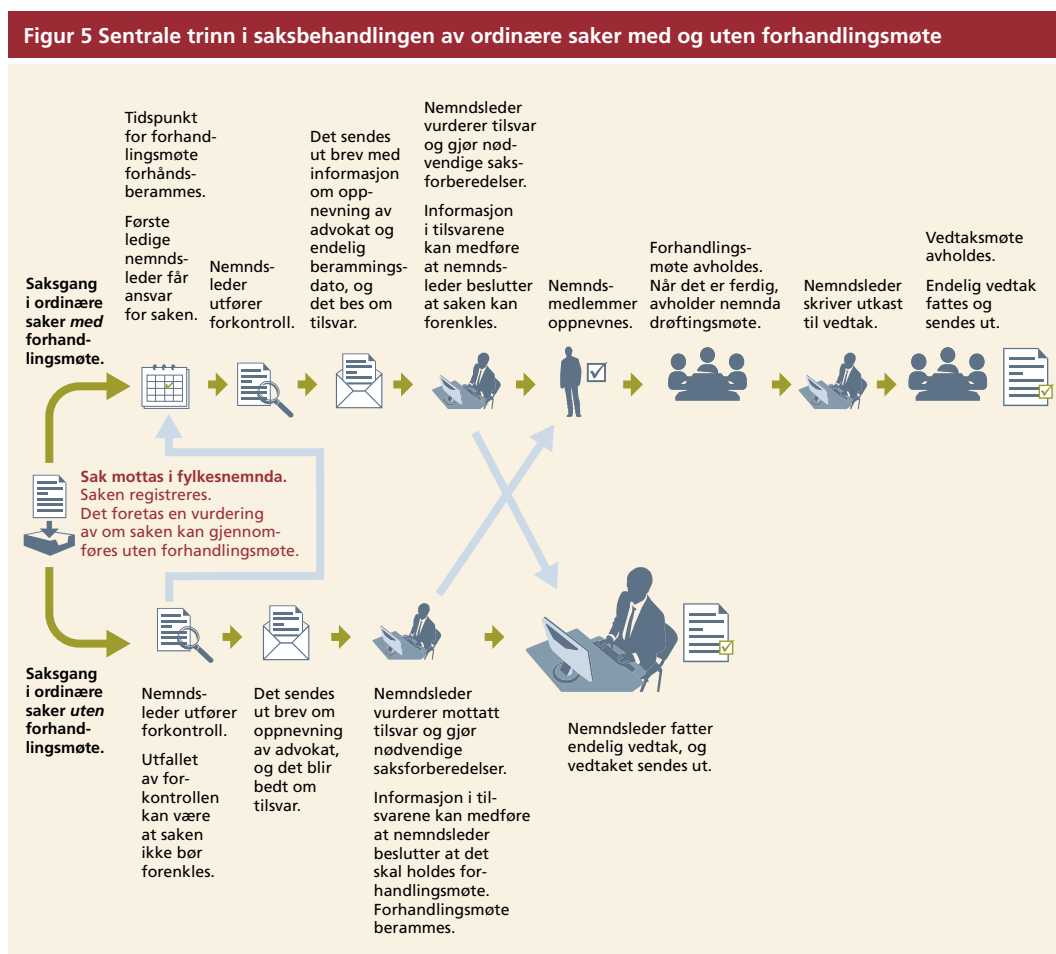 Figur 5 Sentrale trinn i saksbehandlingen av ordinære saker med og uten forhandlingsmøte
Saksgang
i ordinære
saker med
forhand-
lingsmøte.
Tidspunkt
for forhand-
lingsmøte
forhånds-
berammes.
Første
ledige
nemnds-
leder får
ansvar
for saken.
Nemnds-
leder
utfører
forkontroll.
Det sendes
ut brev med
informasjon
om opp-
nevning av
advokat og
endelig
berammings-
dato, og
det bes om
tilsvar.
Nemndsleder
vurderer tilsvar
og gjør nød-
vendige saks-
forberedelser.
Informasjon
i tilsvarene
kan medføre
at nemnds-
leder beslutter
at saken kan
forenkles.
Nemnds-
medlemmer
oppnevnes.
Forhandlings-
møte avholdes.
Når det er ferdig,
avholder nemnda
drøftingsmøte.
Nemndsleder
skriver utkast
til vedtak.
Vedtaksmøte
avholdes.
Endelig vedtak
fattes og
sendes ut.
Sak mottas i fylkesnemnda.
Saken registreres.
Det foretas en vurdering
av om saken kan gjennom-
føres uten forhandlingsmøte.
Saksgang
i ordinære
saker uten
forhand-
lingsmøte.
Nemnds-
leder utfører
forkontroll.
Utfallet
av for-
kontrollen
kan være
at saken
ikke bør
forenkles.
Det sendes
ut brev om
oppnevning
av advokat,
og det blir
bedt om
tilsvar.
Nemndsleder
vurderer mottatt
tilsvar og gjør
nødvendige
saksforberedelser.
Informasjon i til-
svarene kan medføre
at nemndsleder
beslutter at det
skal holdes for-
handlingsmøte.
Forhandlingsmøte
berammes.
Nemndsleder fatter
endelig vedtak, og
vedtaket sendes ut.